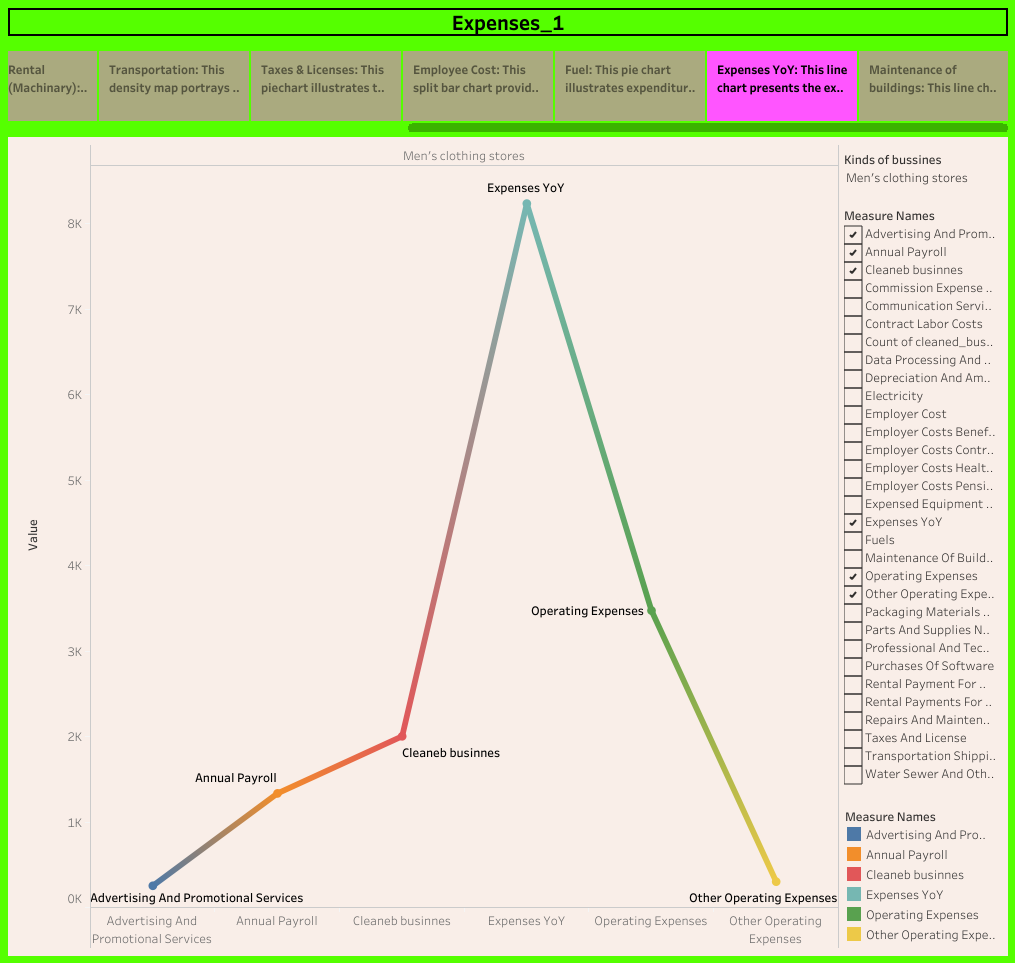 Expenses_1
Rental
(Machinary):..
Transportation: This
density map portrays ..
Taxes & Licenses: This
piechart illustrates t..
Employee Cost: This
split bar chart provid..
Fuel: This pie chart
illustrates expenditur..
Expenses YoY: This line
chart presents the ex..
Maintenance of
buildings: This line ch..
Men's clothing stores
Expenses YoY
8K
7K
6K
5K
4K
3K
2K
1K
0K
Value
Operating Expenses
Cleaneb businnes
Annual Payroll
Advertising And Promotional Services
Other Operating Expenses
Advertising And
Promotional Services
Annual Payroll
Cleaneb businnes
Expenses YoY
Operating Expenses
Other Operating
Expenses
Kinds of bussines
Men's clothing stores
Measure Names
Advertising And Prom..
Annual Payroll
Cleaneb businnes
Commission Expense ..
Communication Servi..
Contract Labor Costs
Count of cleaned_bus..
Data Processing And ..
Depreciation And Am..
Electricity
Employer Cost
Employer Costs Benef..
Employer Costs Contr..
Employer Costs Healt..
Employer Costs Pensi..
Expensed Equipment ..
Expenses YoY
Fuels
Maintenance Of Build..
Operating Expenses
Other Operating Expe..
Packaging Materials ..
Parts And Supplies N..
Professional And Tec..
Purchases Of Software
Rental Payment For ..
Rental Payments For ..
Repairs And Mainten..
Taxes And License
Transportation Shippi..
Water Sewer And Oth..
Measure Names
Advertising And Pro..
Annual Payroll
Cleaneb businnes
Expenses YoY
Operating Expenses
Other Operating Expe..